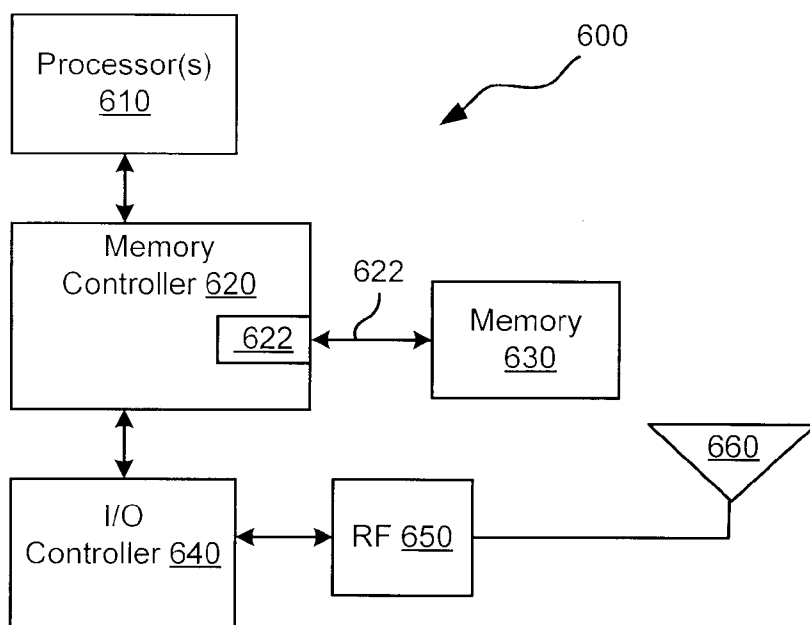 600
Processor(s)
610
Memory
Controller 620
622
622
Memory
630
660
I/O
Controller 640
RF 650